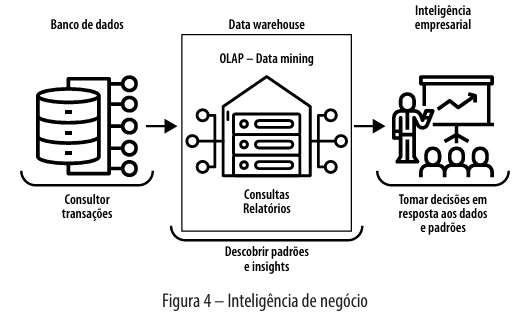 Banco de dados
Data warehouse
Inteligência
empresarial
OLAP – Data mining
Consultas
Relatórios
Consultor
transações
Descobrir padrões
e insights
Tomar decisões em
resposta aos dados
e padrões
Figura 4 – Inteligência de negócio